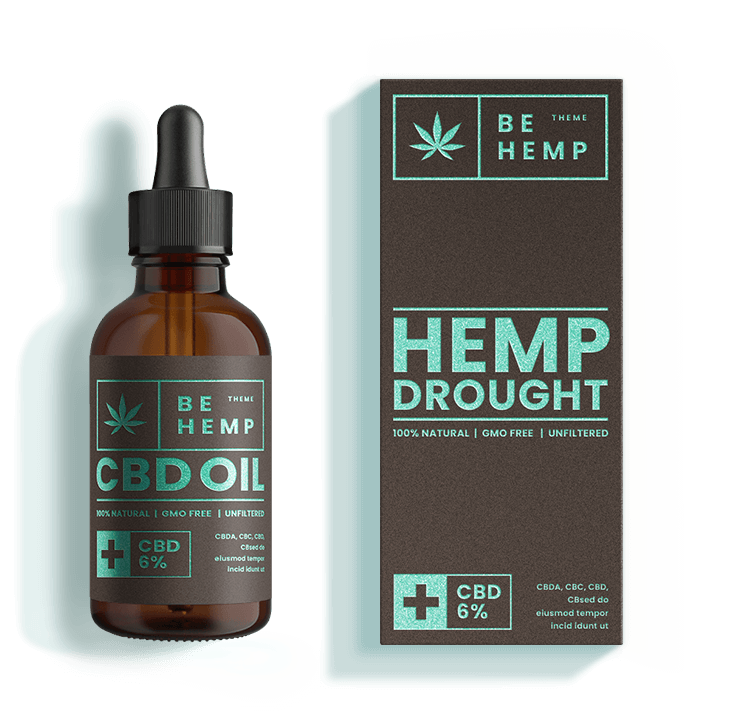 BE THEME
HEMP
CBD OIL
100% NATURAL | GMO FREE | UNFILTERED
CBD
6%
CBDA, CBC, CBD,
CBsed do
eiusmod tempor
incid idunt ut
BE THEME
HEMP
HEMP
DROUGHT
100% NATURAL | GMO FREE | UNFILTERED
CBD
6%
CBDA, CBC, CBD,
CBsed do
eiusmod tempor
incid idunt ut